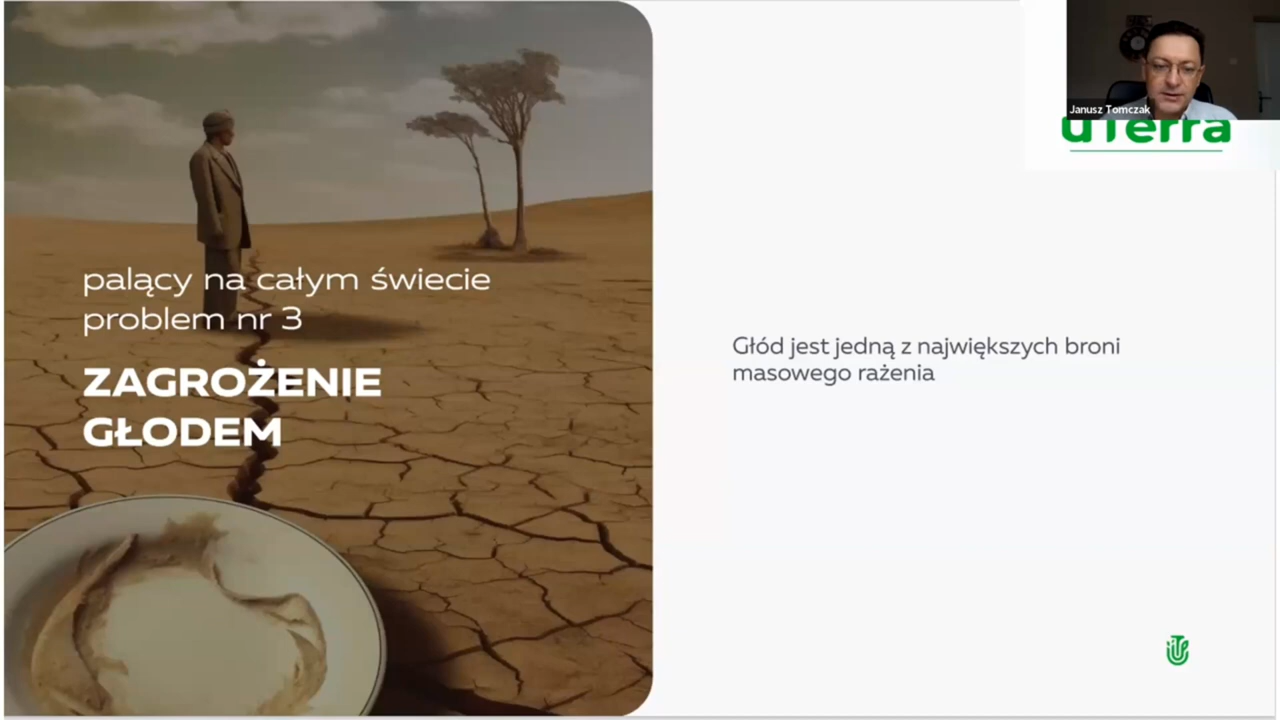 palący na całym świecie
problem nr 3
ZAGROŻENIE
GŁODEM
Głód jest jedną z największych broni
masowego rażenia
Janusz Tomczak
uTerra